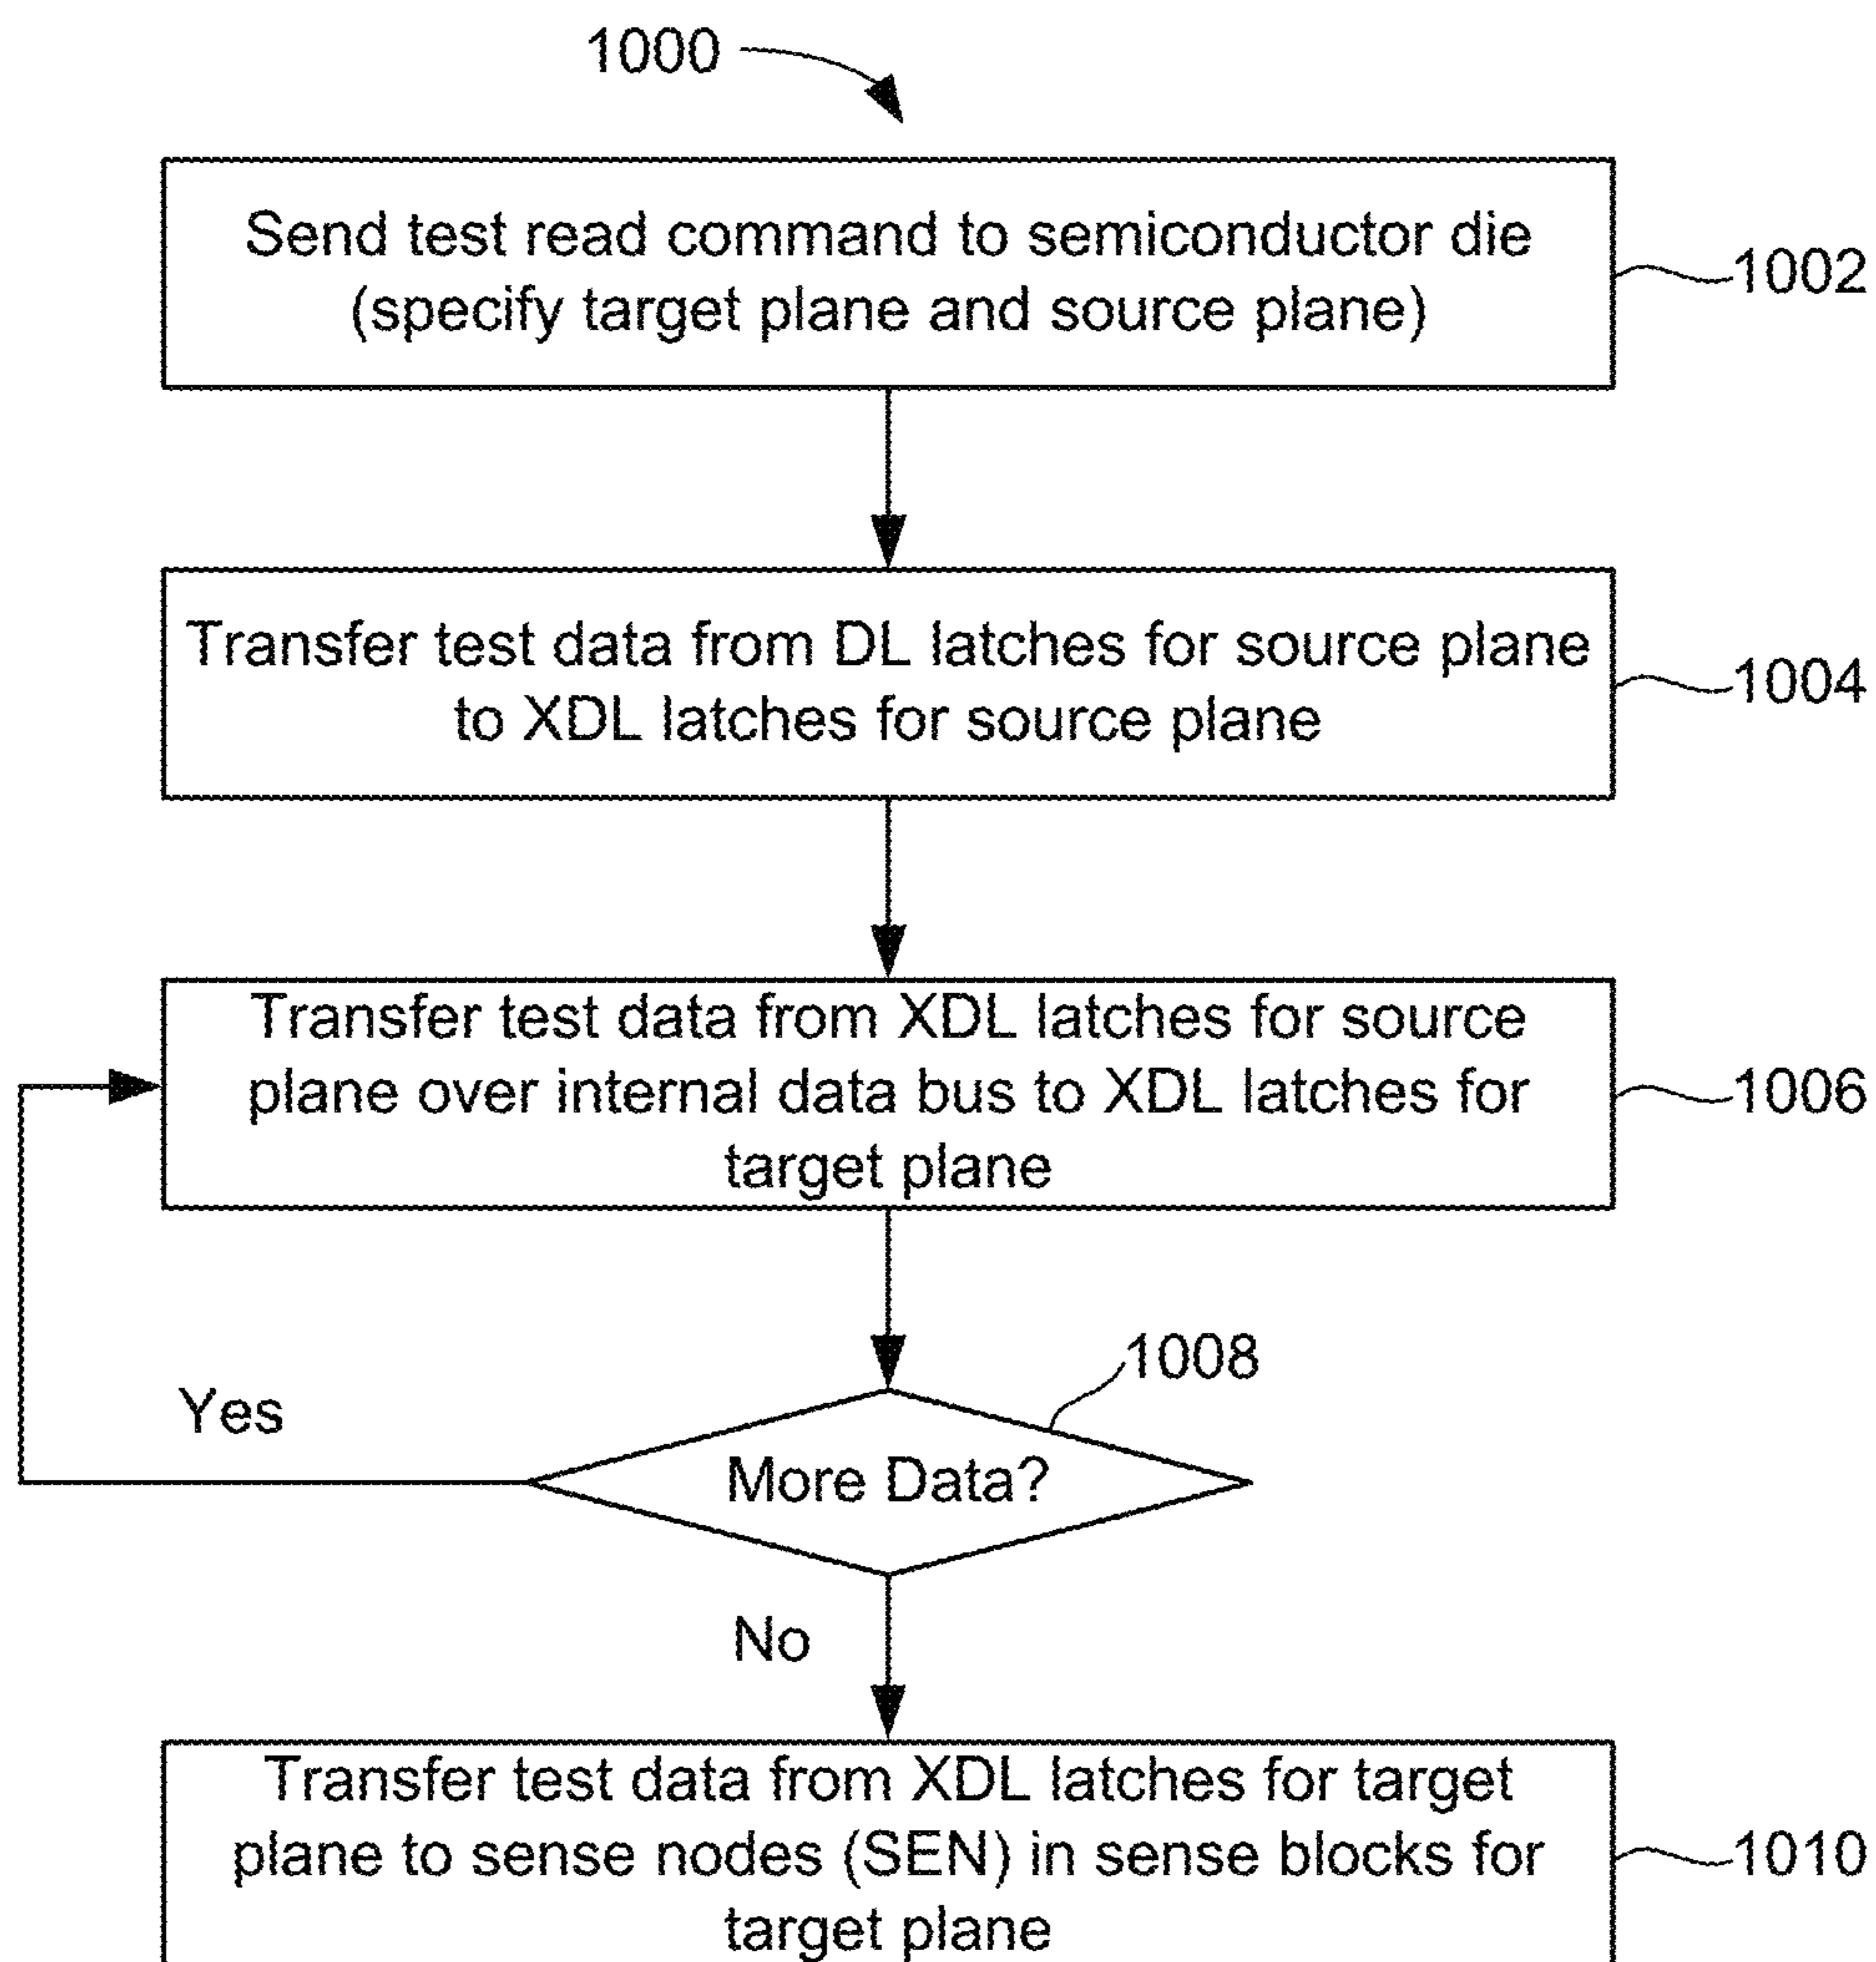 1000
Send test read command to semiconductor die
(specify target plane and source plane)
1002
Transfer test data from DL latches for source plane
to XDL latches for source plane
1004
Transfer test data from XDL latches for source
plane over internal data bus to XDL latches for
target plane
1006
1008
More Data?
Yes
No
Transfer test data from XDL latches for target
plane to sense nodes (SEN) in sense blocks for
target plane
1010